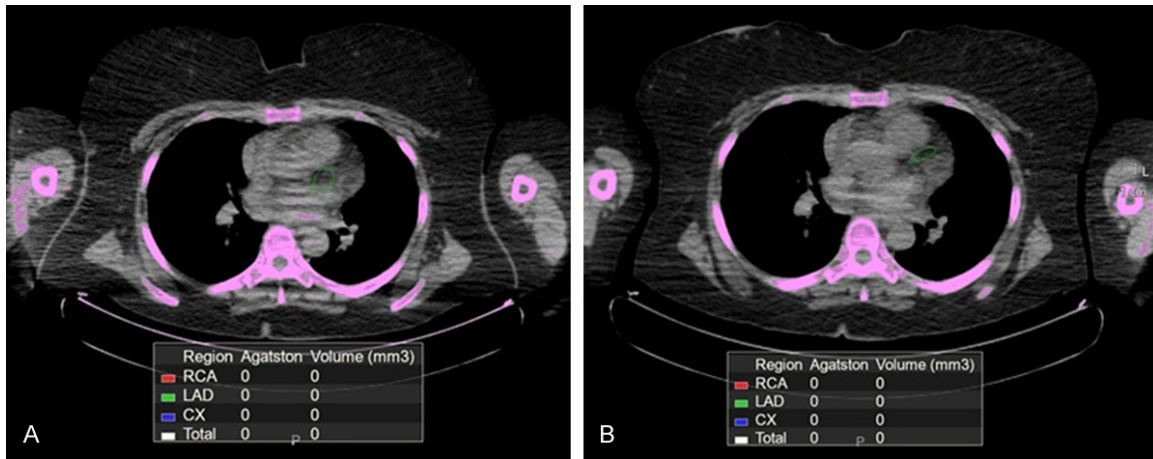 Region Agatston Volume (mm3)
RCA 0 0
LAD 0 0
CX 0 0
Total 0 0
P
A
L
Region Agatston Volume (mm3)
RCA 0 0
LAD 0 0
CX 0 0
Total 0 0
P
B